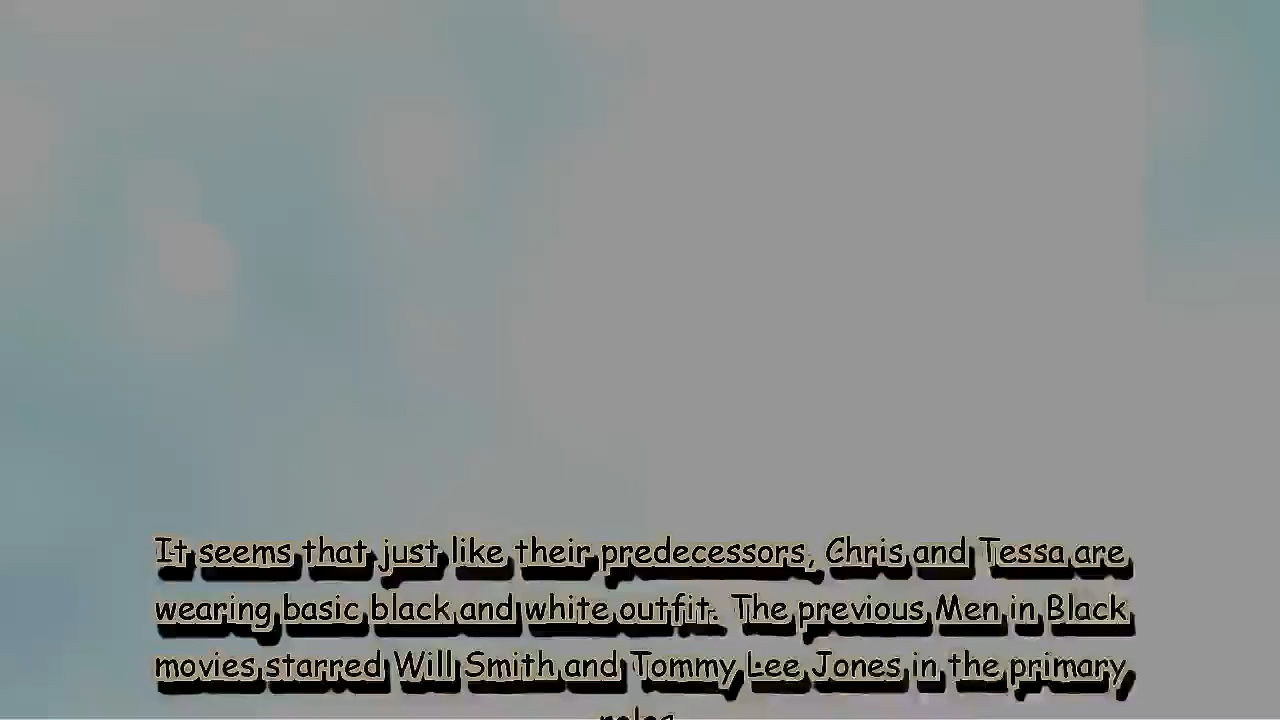 It seems that just like their predecessors, Chris and Tessa are
wearing basic black and white outfit. The previous Men in Black
movies starred Will Smith and Tommy Lee Jones in the primary
roles.